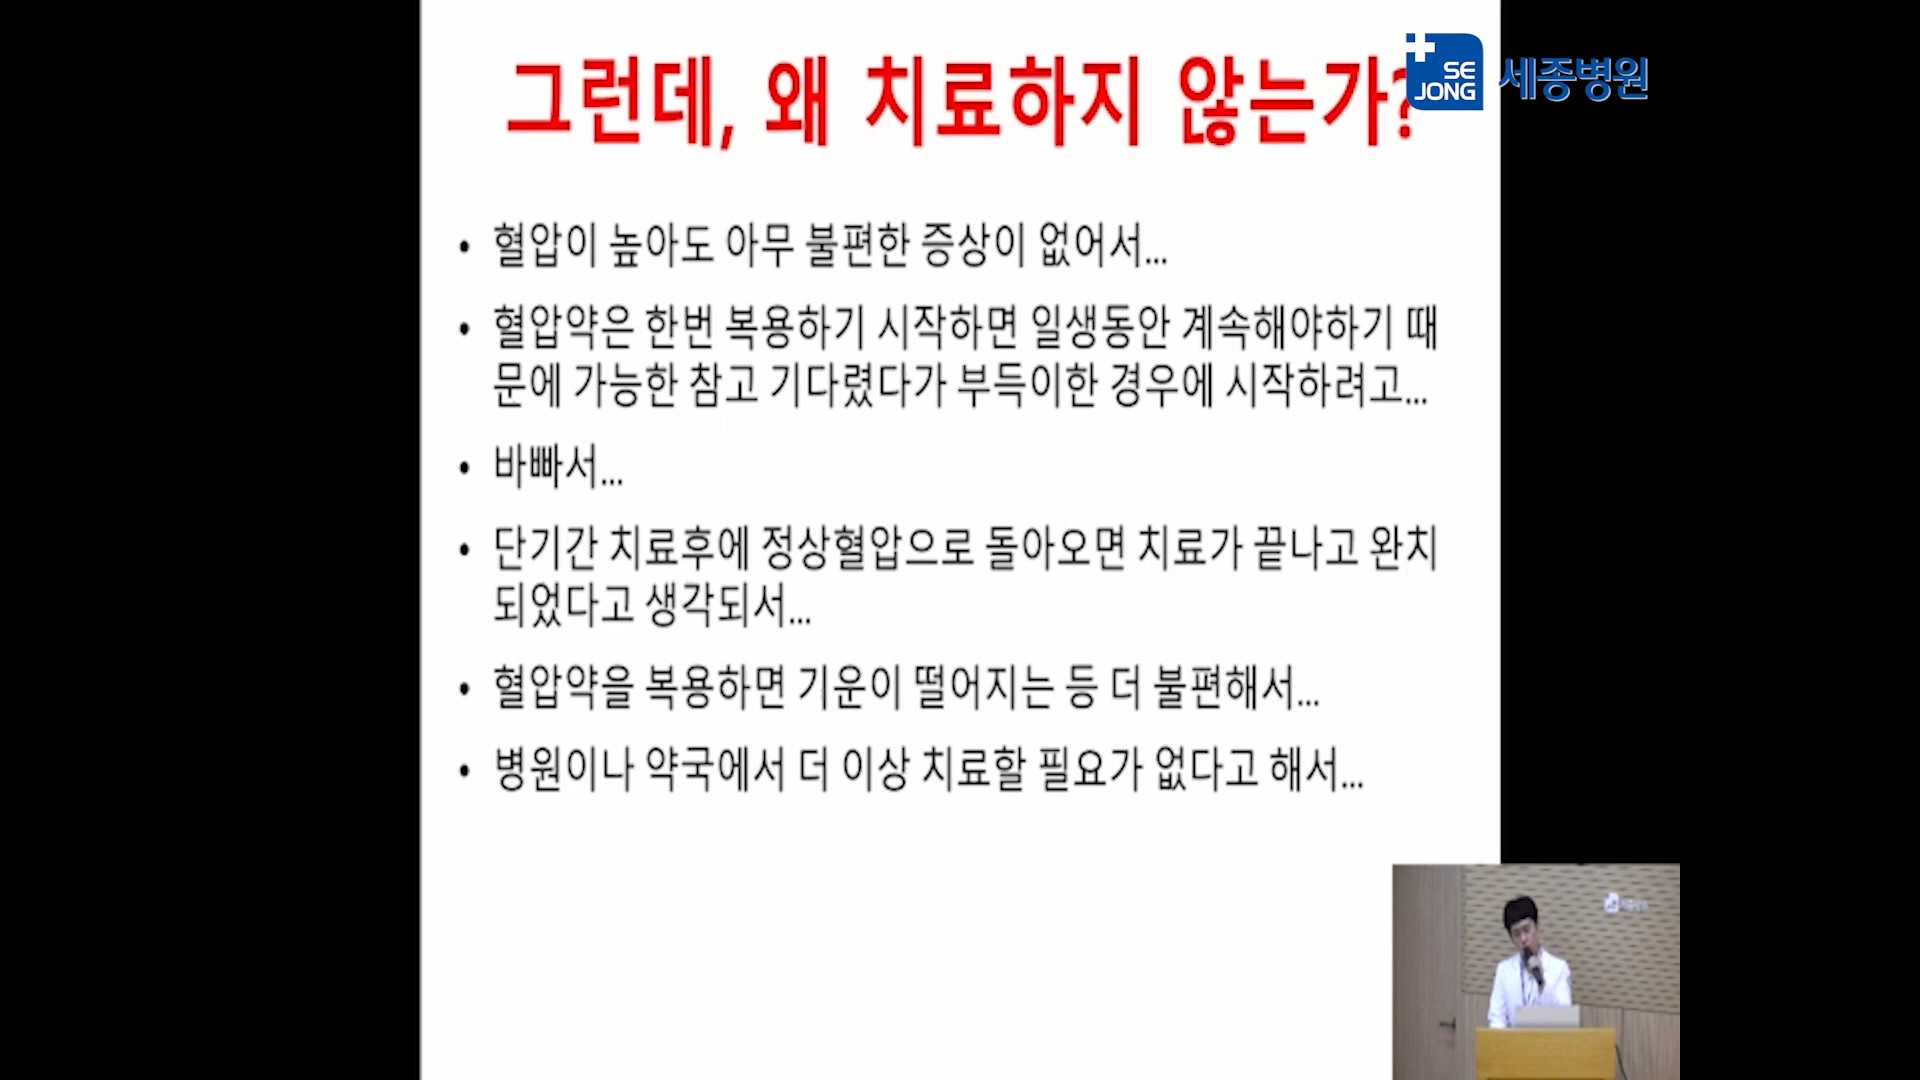 그런데, 왜 치료하지 않는가?
SE
JONG
세종병원
• 혈압이 높아도 아무 불편한 증상이 없어서...
• 혈압약은 한번 복용하기 시작하면 일생동안 계속해야하기 때
문에 가능한 참고 기다렸다가 부득이한 경우에 시작하려고...
• 바빠서...
• 단기간 치료후에 정상혈압으로 돌아오면 치료가 끝나고 완치
되었다고 생각되서...
• 혈압약을 복용하면 기운이 떨어지는 등 더 불편해서...
• 병원이나 약국에서 더 이상 치료할 필요가 없다고 해서...